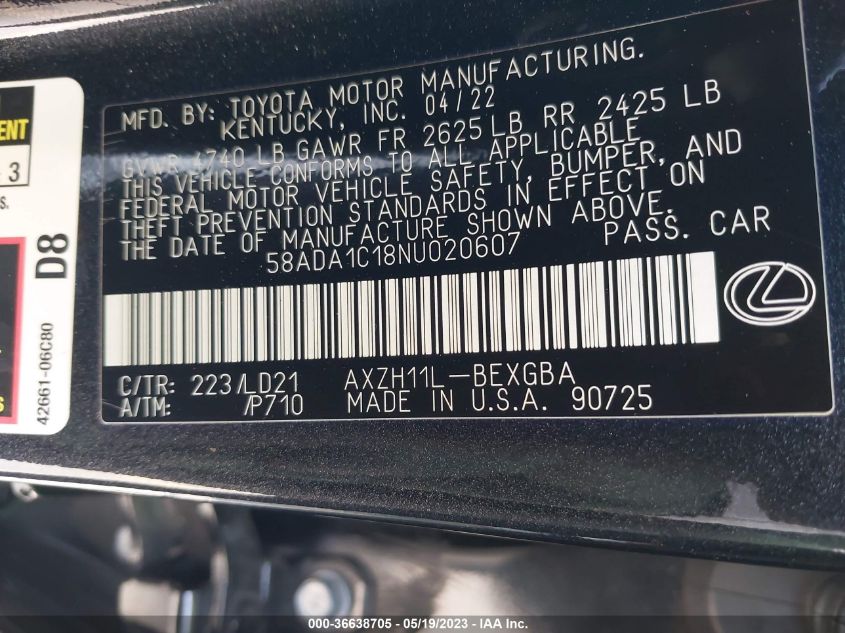 ENT
3
S.
D8
42661-06C80
S
MFD. BY: TOYOTA MOTOR MANUFACTURING.
KENTUCKY, INC. 04/22
GVWR 4740 LB GAWR FR 2625 LB RR 2425 LB
THIS VEHICLE CONFORMS TO ALL APPLICABLE
FEDERAL MOTOR VEHICLE SAFETY, BUMPER, AND
THEFT PREVENTION STANDARDS IN EFFECT ON
THE DATE OF MANUFACTURE SHOWN ABOVE.
58ADA1C18NU020607 PASS. CAR
C/TR: 223/LD21 AXZH11L-BEXGBA
A/TM: /P710 MADE IN U.S.A. 90725
000-36638705 - 05/19/2023 - IAA Inc.